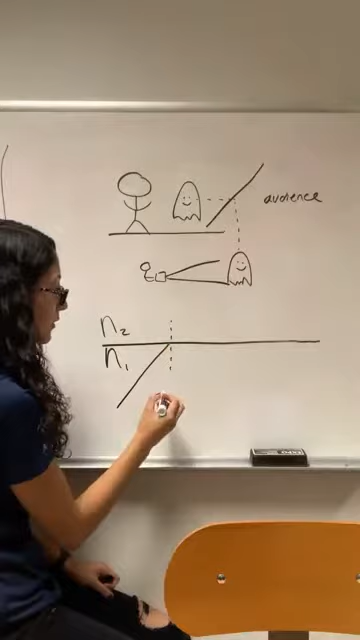 audience
n₂
n₁